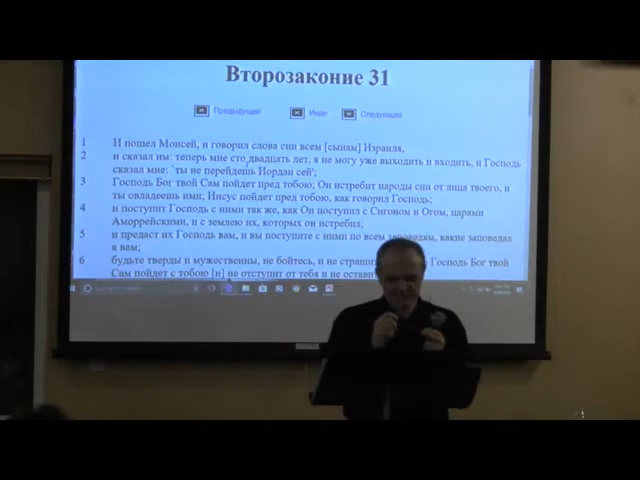 Второзаконие 31
Предыдущая Инде Следующая
1 И пошел Моисей, и говорил слова сии всем [сынам] Израиля,
2 и сказал им: теперь мне сто двадцать лет, я не могу уже выходить и входить, и Господь
сказал мне: `ты не перейдешь Иордан сей';
3 Господь Бог твой Сам пойдет пред тобою; Он истребит народы сии от лица твоего, и
ты овладеешь ими; Иисус пойдет пред тобою, как говорил Господь;
4 и поступит Господь с ними так же, как Он поступил с Сигоном и Огом, царями
Аморрейскими, и с землею их, которых он истребил;
5 и предаст их Господь вам, и вы поступите с ними по всем заповедям, какие заповедал
я вам;
6 будьте тверды и мужественны, не бойтесь, и не страши Господь Бог твой
Сам пойдет с тобою [и] не отступит от тебя и не остави